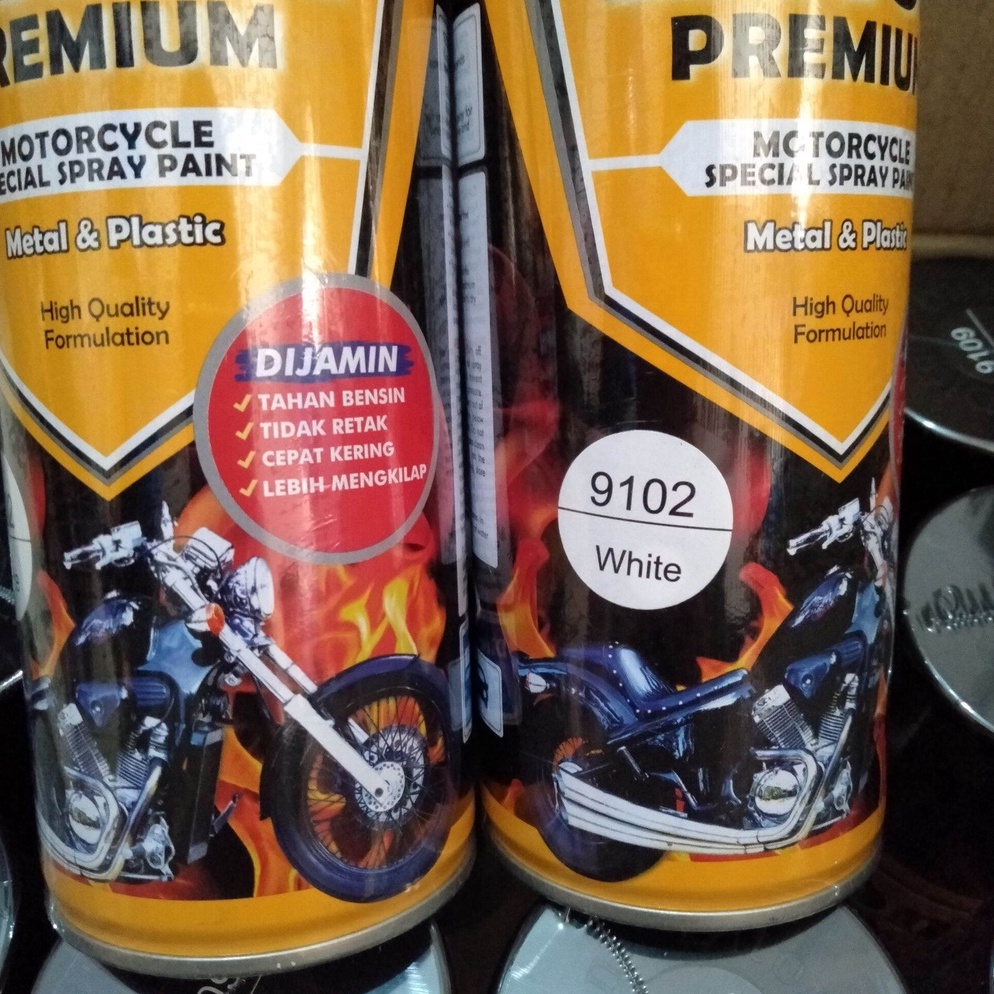 PREMIUM
MOTORCYCLE
SPECIAL SPRAY PAINT
Metal & Plastic
High Quality
Formulation
DIJAMIN
TAHAN BENSIN
TIDAK RETAK
CEPAT KERING
LEBIH MENGKILAP
PREMIUM
MOTORCYCLE
SPECIAL SPRAY PAINT
Metal & Plastic
High Quality
Formulation
9102
White
9109